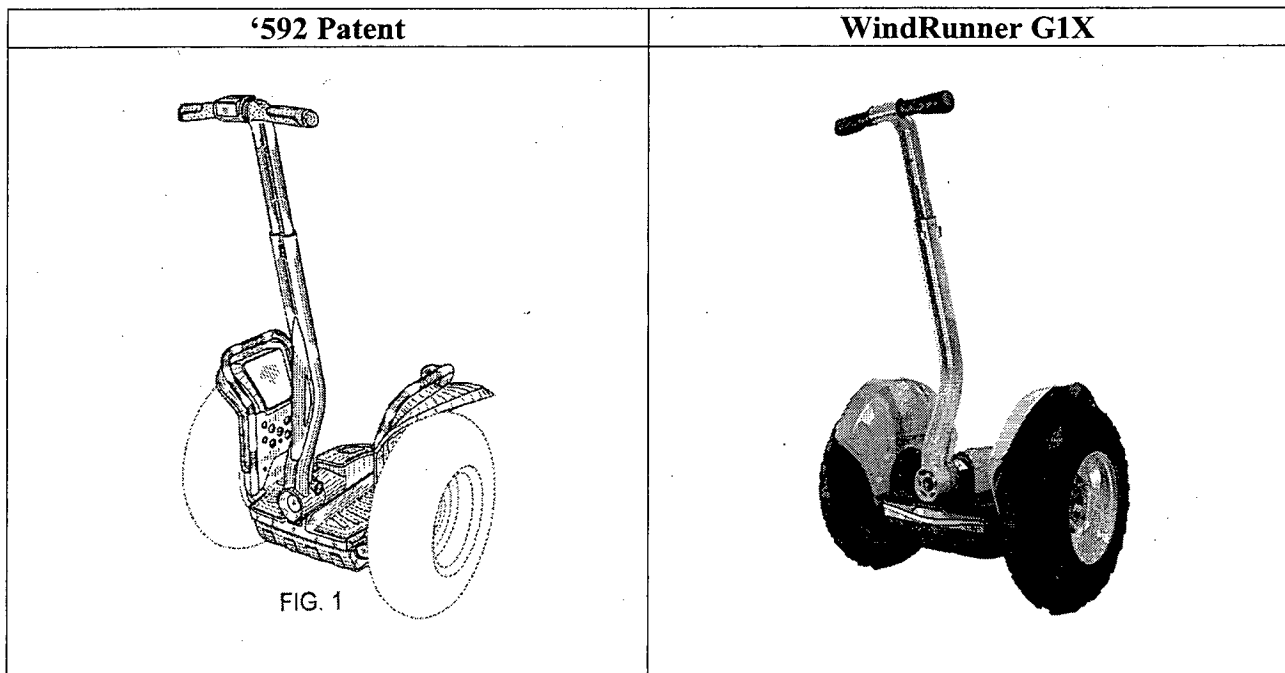 ‘592 Patent
WindRunner G1X
FIG. 1